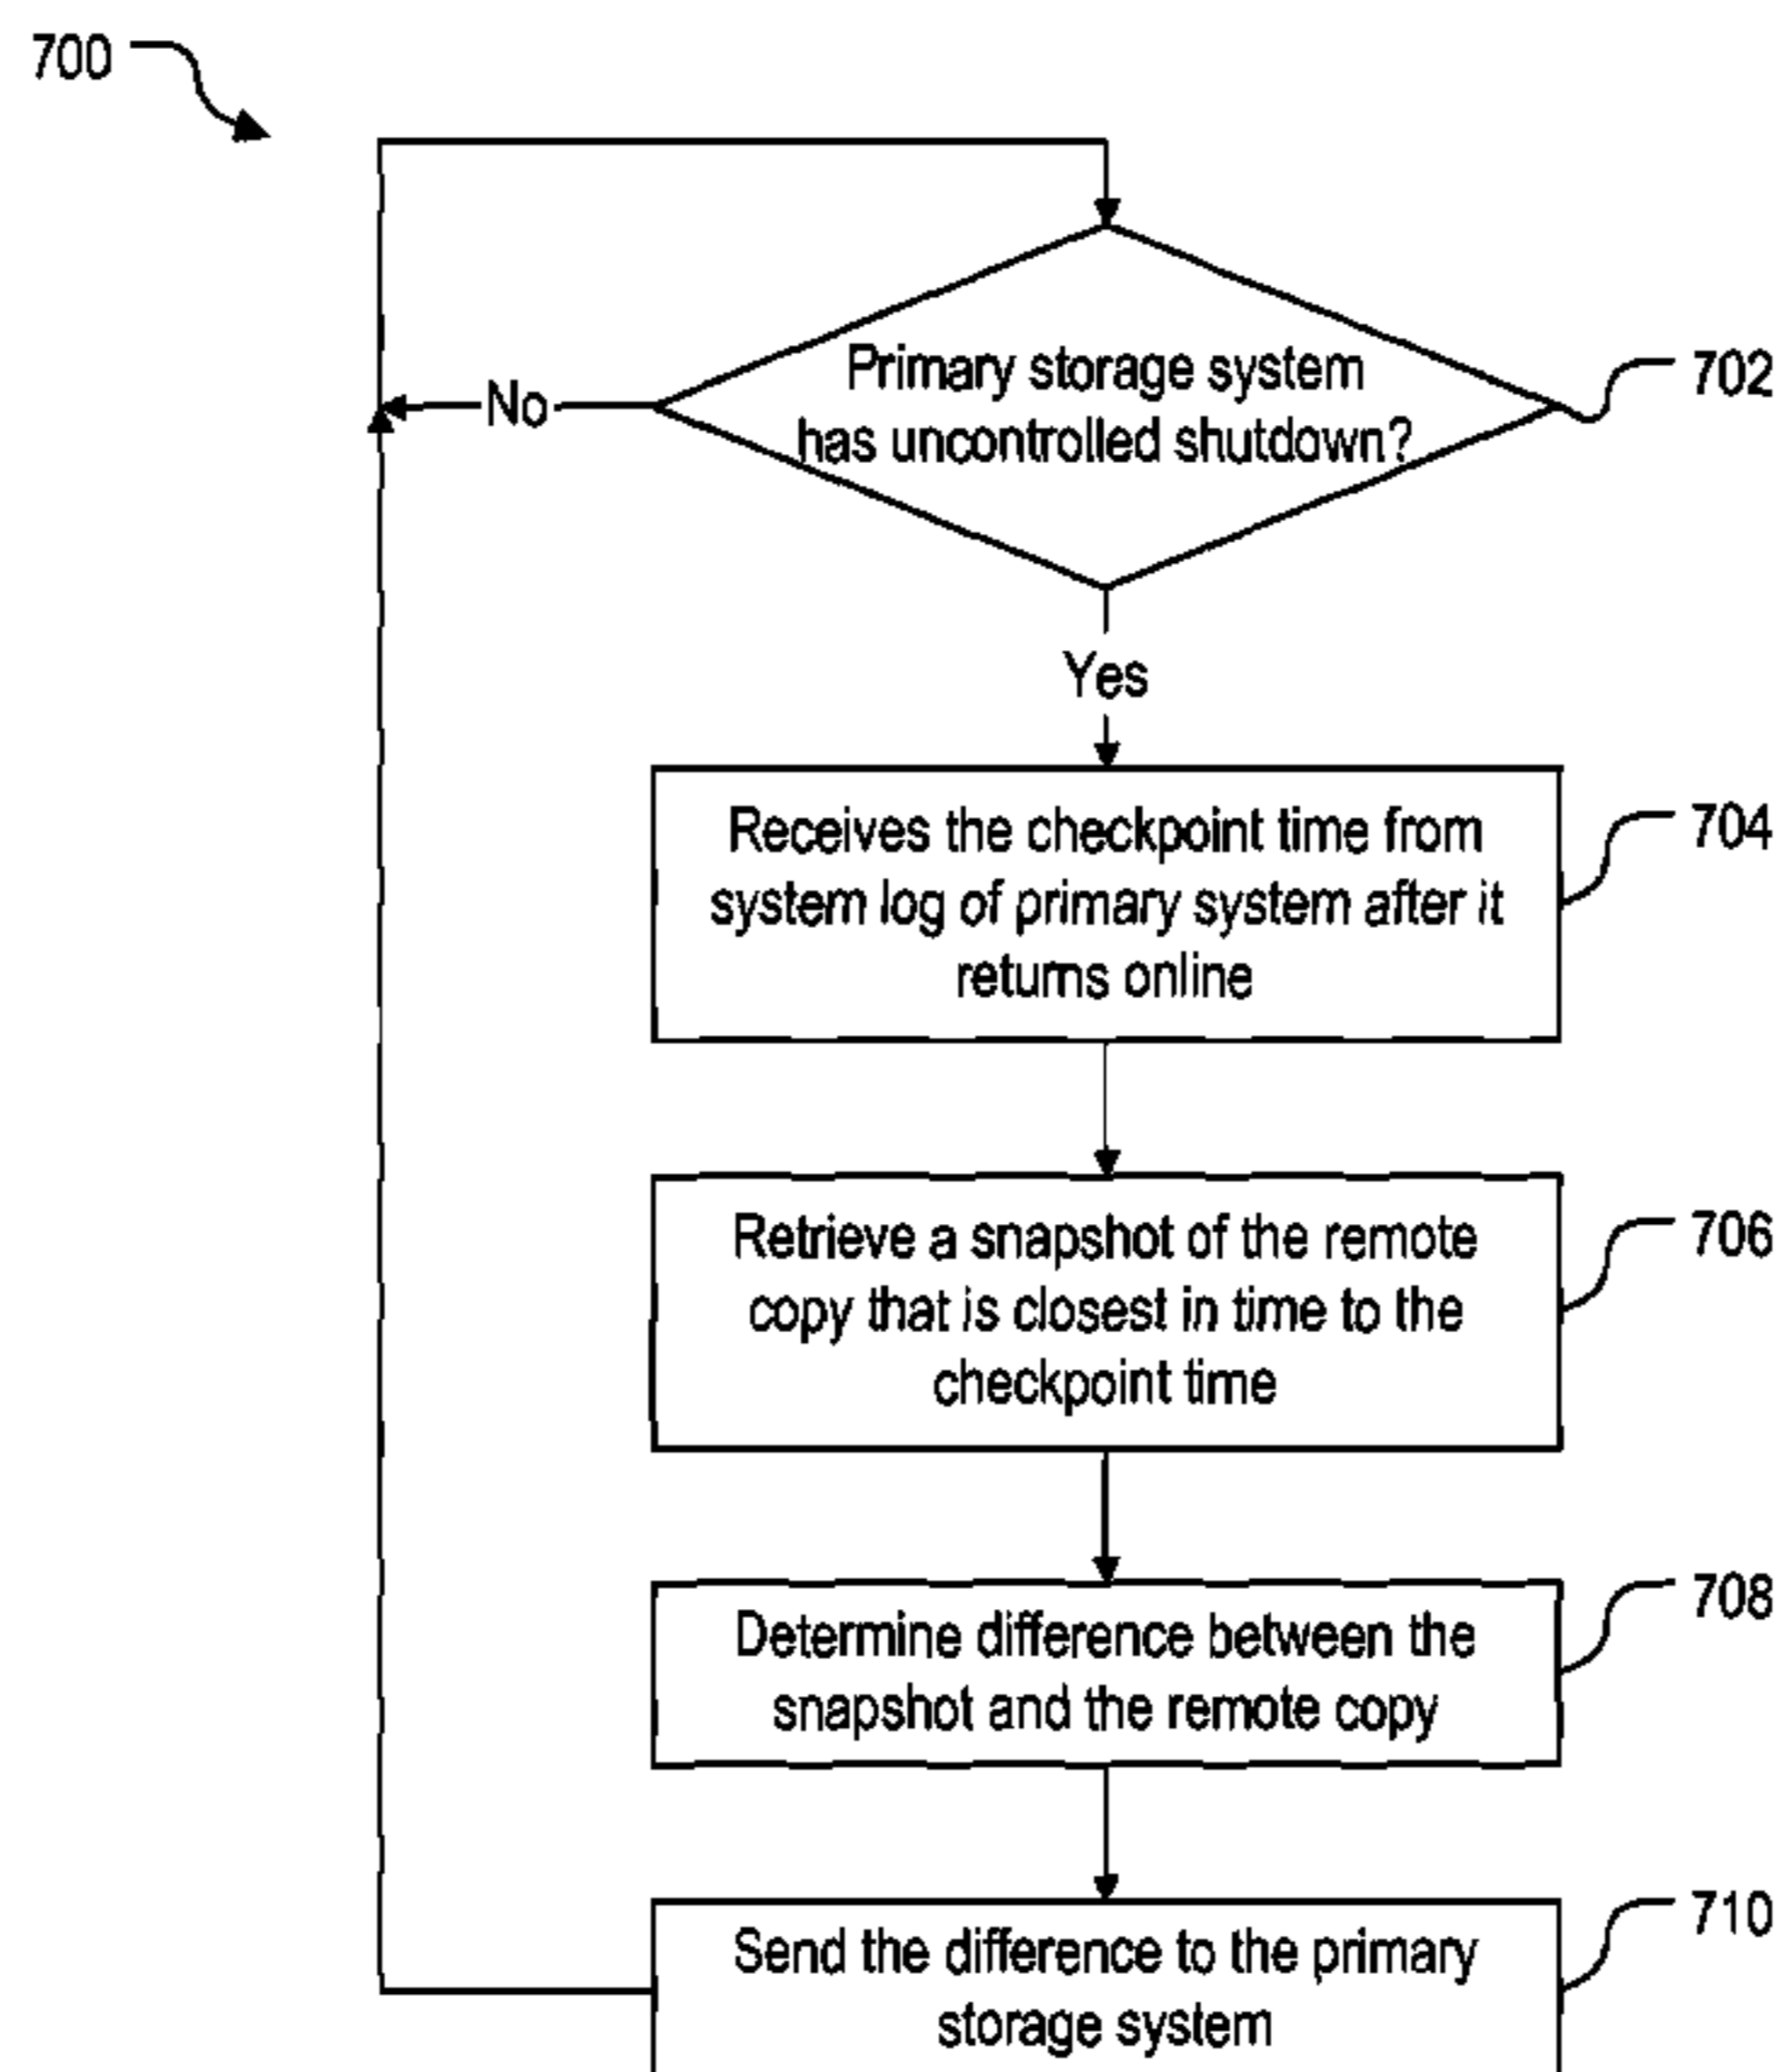 700
Primary storage system
has uncontrolled shutdown?
702
No
Yes
Receives the checkpoint time from
system log of primary system after it
returns online
704
Retrieve a snapshot of the remote
copy that is closest in time to the
checkpoint time
706
Determine difference between the
snapshot and the remote copy
708
Send the difference to the primary
storage system
710